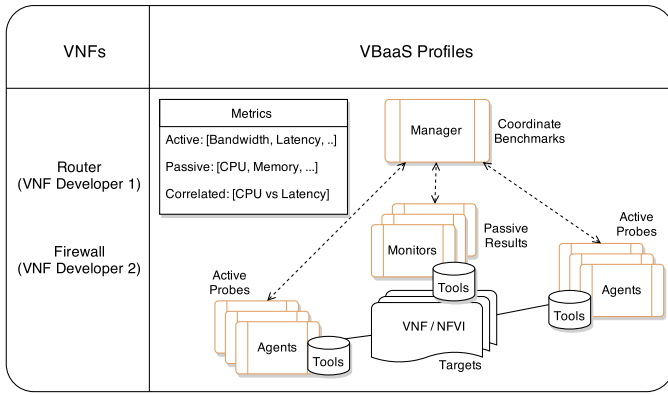 VNFs
VBaaS Profiles
Router
(VNF Developer 1)
Firewall
(VNF Developer 2)
Metrics
Active: [Bandwidth, Latency, ..]
Passive: [CPU, Memory, ...]
Correlated: [CPU vs Latency]
Manager
Coordinate
Benchmarks
Monitors
Passive
Results
Tools
Active
Probes
Agents
Tools
Active
Probes
Agents
Tools
VNF / NFVI
Targets